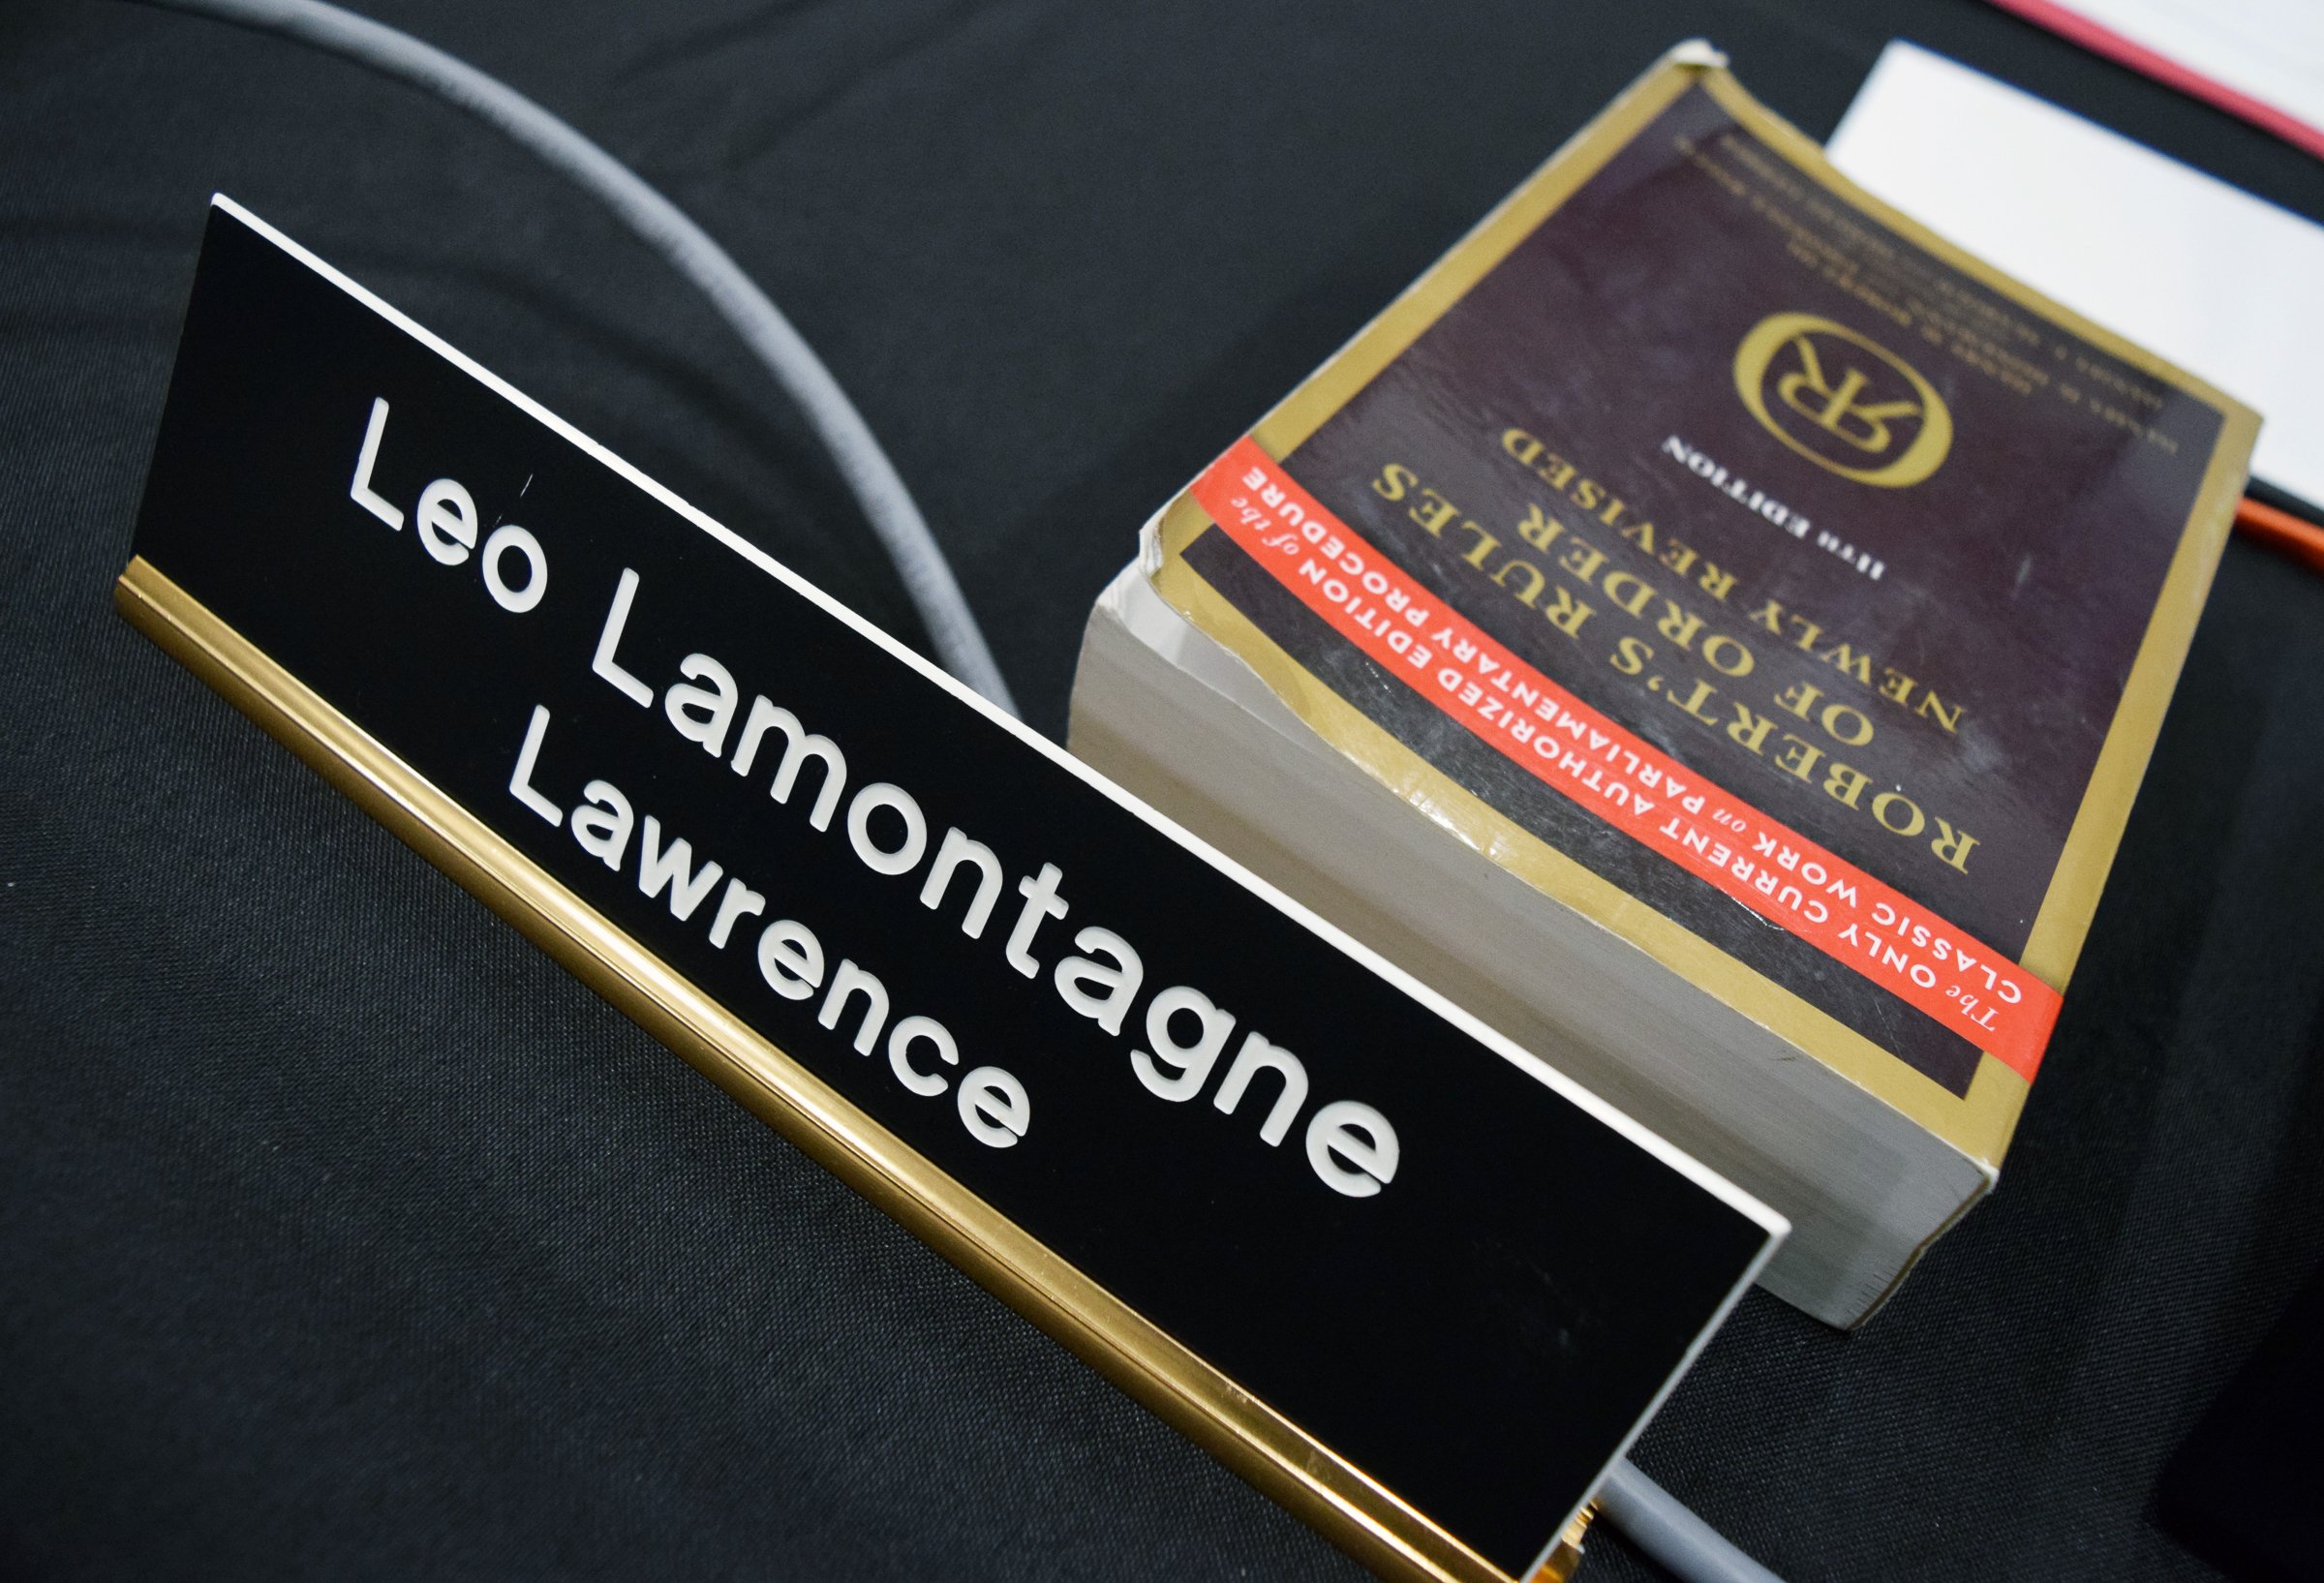 Leo Lamontagne
Lawrence
The ONLY CURRENT AUTHORIZED EDITION of the
CLASSIC WORK on PARLIAMENTARY PROCEDURE
ROBERT'S RULES
OF ORDER
NEWLY REVISED
11TH EDITION
RR